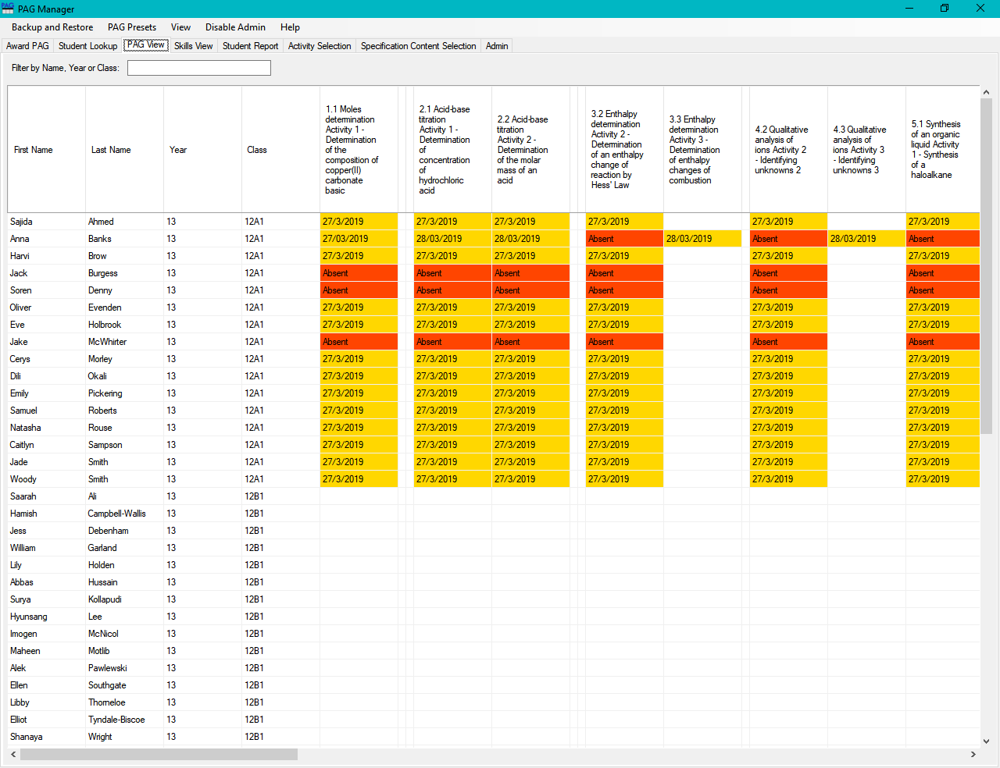 PAG PAG Manager
Backup and Restore PAG Presets View Disable Admin Help
Award PAG Student Lookup PAG View Skills View Student Report Activity Selection Specification Content Selection Admin
Filter by Name, Year or Class:
First Name
Last Name
Year
Class
1.1 Moles
determination
Activity 1 -
Determination
of the
composition of
copper(II)
carbonate
basic
2.1 Acid-base
titration
Activity 1 -
Determination
of
concentration
of
hydrochloric
acid
2.2 Acid-base
titration
Activity 2 -
Determination
of the molar
mass of an
acid
3.2 Enthalpy
determination
Activity 2 -
Determination
of an enthalpy
change of
reaction by
Hess' Law
3.3 Enthalpy
determination
Activity 3 -
Determination
of enthalpy
changes of
combustion
4.2 Qualitative
analysis of
ions Activity 2
- Identifying
unknowns 2
4.3 Qualitative
analysis of
ions Activity 3
- Identifying
unknowns 3
5.1 Synthesis
of an organic
liquid Activity
1 - Synthesis
of a
haloalkane
Sajida Ahmed 13 12A1 27/3/2019 27/3/2019 27/3/2019 27/3/2019 27/3/2019 27/3/2019
Anna Banks 13 12A1 27/03/2019 28/03/2019 28/03/2019 Absent 28/03/2019 Absent 28/03/2019 Absent
Harvi Brow 13 12A1 27/3/2019 27/3/2019 27/3/2019 27/3/2019 27/3/2019 27/3/2019
Jack Burgess 13 12A1 Absent Absent Absent Absent Absent Absent
Soren Denny 13 12A1 Absent Absent Absent Absent Absent Absent
Oliver Evenden 13 12A1 27/3/2019 27/3/2019 27/3/2019 27/3/2019 27/3/2019 27/3/2019
Eve Holbrook 13 12A1 27/3/2019 27/3/2019 27/3/2019 27/3/2019 27/3/2019 27/3/2019
Jake McWhirter 13 12A1 Absent Absent Absent Absent Absent Absent
Cerys Morley 13 12A1 27/3/2019 27/3/2019 27/3/2019 27/3/2019 27/3/2019 27/3/2019
Dili Okali 13 12A1 27/3/2019 27/3/2019 27/3/2019 27/3/2019 27/3/2019 27/3/2019
Emily Pickering 13 12A1 27/3/2019 27/3/2019 27/3/2019 27/3/2019 27/3/2019 27/3/2019
Samuel Roberts 13 12A1 27/3/2019 27/3/2019 27/3/2019 27/3/2019 27/3/2019 27/3/2019
Natasha Rouse 13 12A1 27/3/2019 27/3/2019 27/3/2019 27/3/2019 27/3/2019 27/3/2019
Caitlyn Sampson 13 12A1 27/3/2019 27/3/2019 27/3/2019 27/3/2019 27/3/2019 27/3/2019
Jade Smith 13 12A1 27/3/2019 27/3/2019 27/3/2019 27/3/2019 27/3/2019 27/3/2019
Woody Smith 13 12A1 27/3/2019 27/3/2019 27/3/2019 27/3/2019 27/3/2019 27/3/2019
Saarah Ali 13 12B1
Hamish Campbell-Wallis 13 12B1
Jess Debenham 13 12B1
William Garland 13 12B1
Lily Holden 13 12B1
Abbas Hussain 13 12B1
Surya Kollapudi 13 12B1
Hyunsang Lee 13 12B1
Imogen McNicol 13 12B1
Maheen Motlib 13 12B1
Alek Pawlewski 13 12B1
Ellen Southgate 13 12B1
Libby Thorneloe 13 12B1
Elliot Tyndale-Biscoe 13 12B1
Shanaya Wright 13 12B1